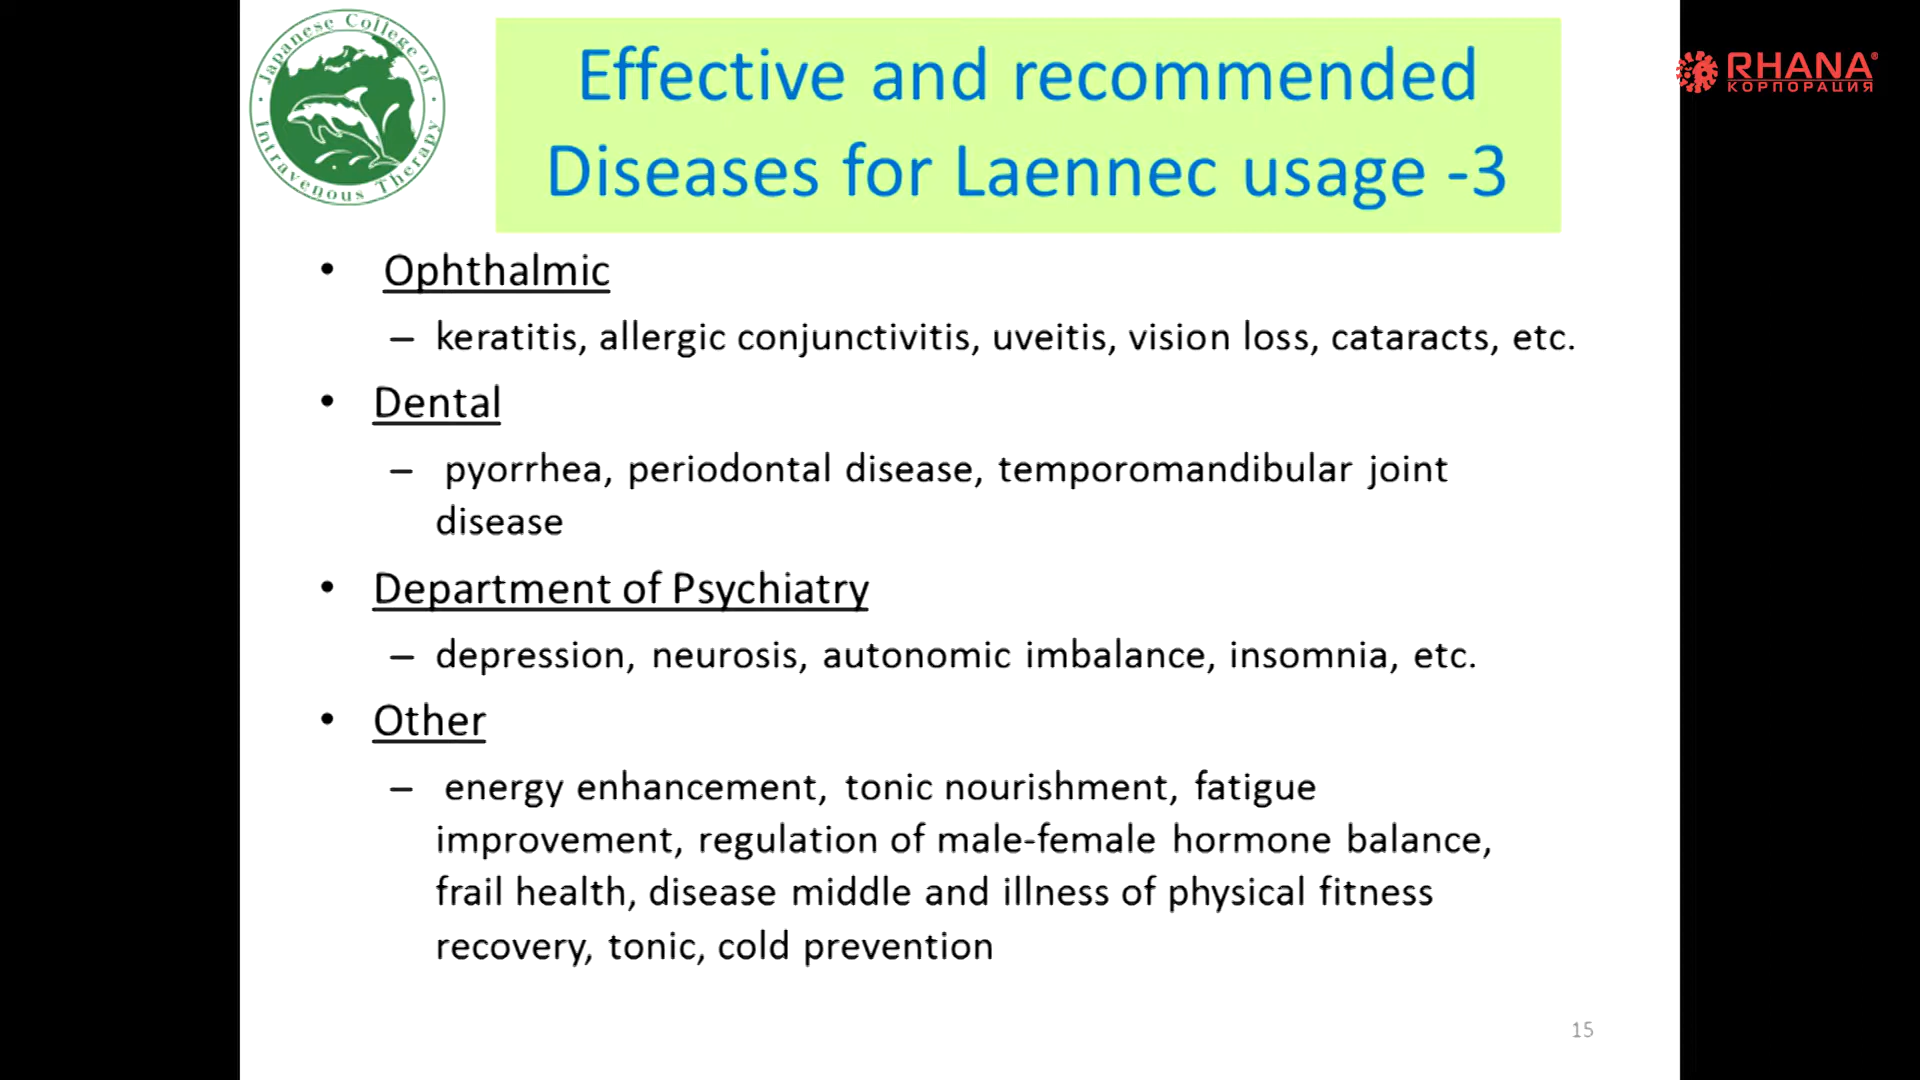 Japanese College of
Intravenous Therapy
Effective and recommended
Diseases for Laennec usage -3
RHANA®
КОРПОРАЦИЯ
• Ophthalmic
– keratitis, allergic conjunctivitis, uveitis, vision loss, cataracts, etc.
• Dental
– pyorrhea, periodontal disease, temporomandibular joint
disease
• Department of Psychiatry
– depression, neurosis, autonomic imbalance, insomnia, etc.
• Other
– energy enhancement, tonic nourishment, fatigue
improvement, regulation of male-female hormone balance,
frail health, disease middle and illness of physical fitness
recovery, tonic, cold prevention
15